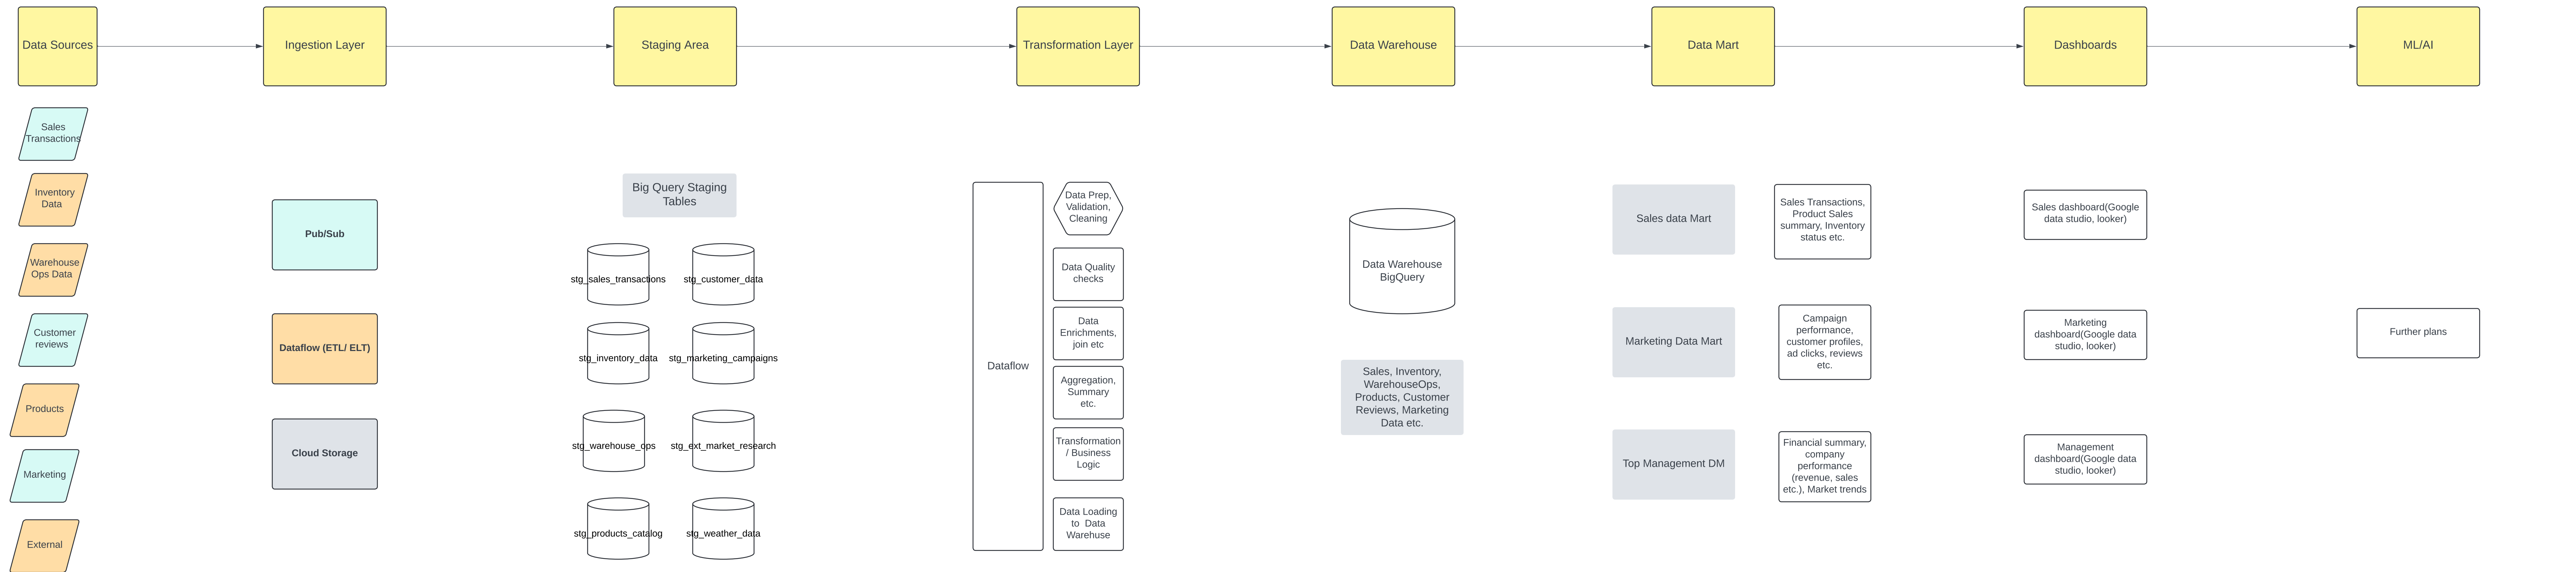 Data Sources
Ingestion Layer
Staging Area
Transformation Layer
Data Warehouse
Data Mart
Dashboards
ML/AI
Sales
Transactions
Inventory
Data
Warehouse
Ops Data
Customer
reviews
Products
Marketing
External
Pub/Sub
Dataflow (ETL/ ELT)
Cloud Storage
Big Query Staging
Tables
stg_sales_transactions
stg_customer_data
stg_inventory_data
stg_marketing_campaigns
stg_warehouse_ops
stg_ext_market_research
stg_products_catalog
stg_weather_data
Dataflow
Data Prep,
Validation,
Cleaning
Data Quality
checks
Data
Enrichments,
join etc
Aggregation,
Summary
etc.
Transformation
/ Business
Logic
Data Loading
to Data
Warehuse
Data Warehouse
BigQuery
Sales, Inventory,
WarehouseOps,
Products, Customer
Reviews, Marketing
Data etc.
Sales data Mart
Sales Transactions,
Product Sales
summary, Inventory
status etc.
Marketing Data Mart
Campaign
performance,
customer profiles,
ad clicks, reviews
etc.
Top Management DM
Financial summary,
company
performance
(revenue, sales
etc.), Market trends
Sales dashboard(Google
data studio, looker)
Marketing
dashboard(Google data
studio, looker)
Management
dashboard(Google data
studio, looker)
Further plans